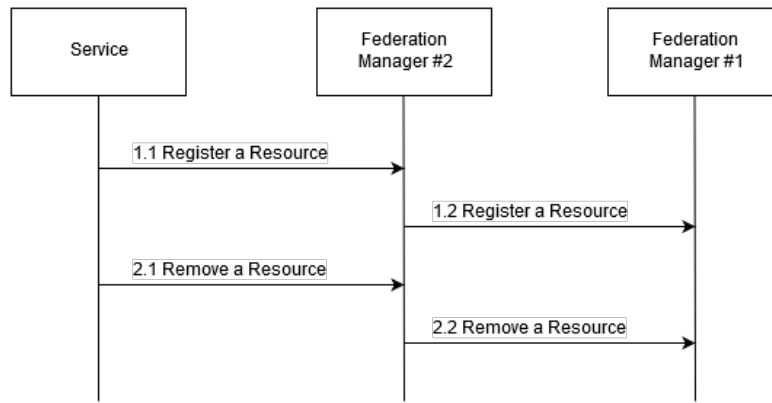 Service
Federation
Manager #2
Federation
Manager #1
1.1 Register a Resource
1.2 Register a Resource
2.1 Remove a Resource
2.2 Remove a Resource